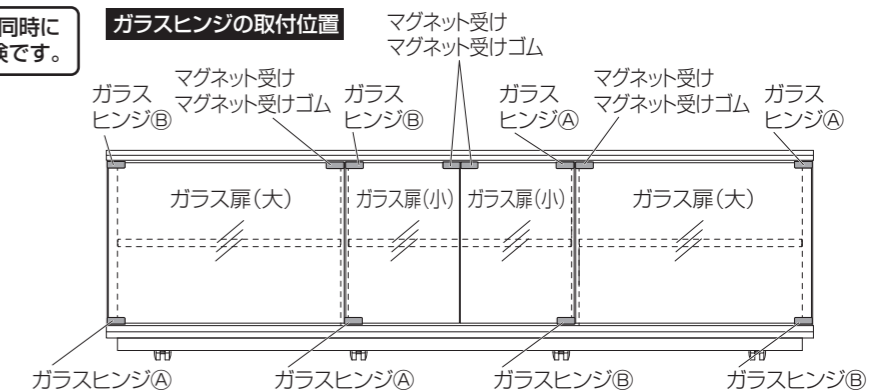 同時に
険です。
ガラスヒンジの取付位置
マグネット受け
マグネット受けゴム
ガラス
ヒンジⒷ
マグネット受け
マグネット受けゴム
ガラス
ヒンジⒷ
ガラス
ヒンジⒶ
マグネット受け
マグネット受けゴム
ガラス
ヒンジⒶ
ガラス扉(大)
ガラス扉(小)
ガラス扉(小)
ガラス扉(大)
ガラスヒンジⒶ
ガラスヒンジⒶ
ガラスヒンジⒷ
ガラスヒンジⒷ